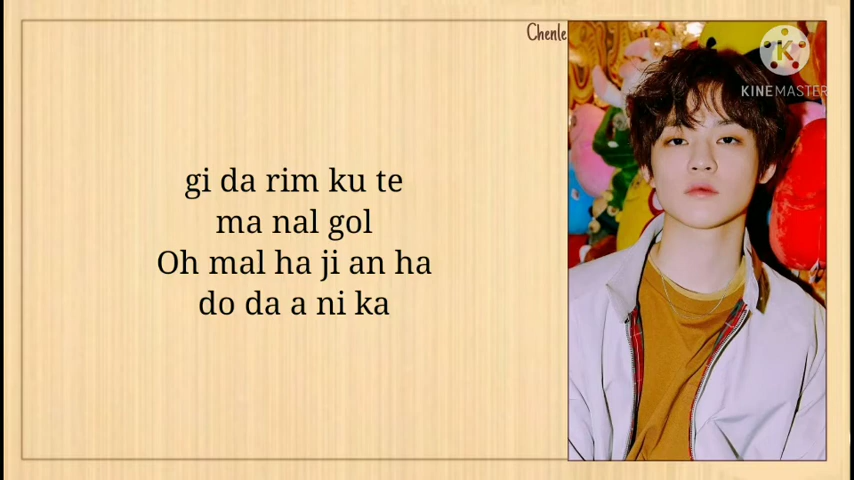 Chenle
KINEMASTER
gi da rim ku te
ma nal gol
Oh mal ha ji an ha
do da a ni ka